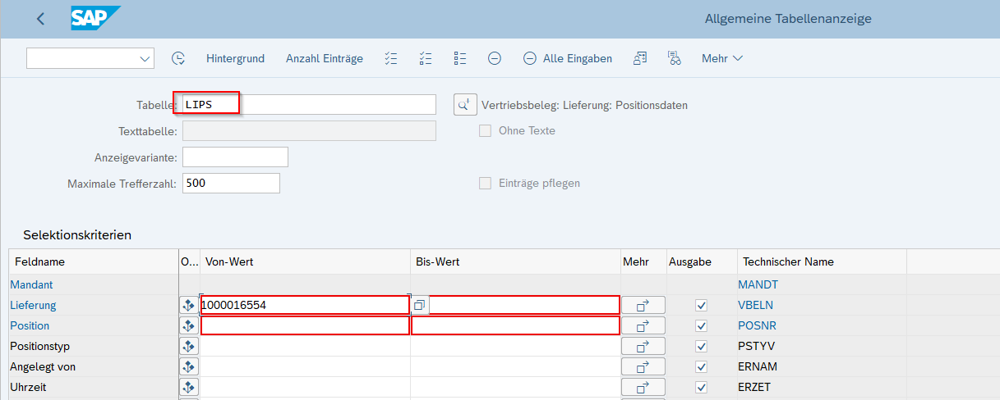 SAP Allgemeine Tabellenanzeige
Hintergrund Anzahl Einträge Alle Eingaben Mehr
Tabelle: LIPS Vertriebsbeleg: Lieferung: Positionsdaten
Texttabelle: Ohne Texte
Anzeigevariante:
Maximale Trefferzahl: 500 Einträge pflegen
Selektionskriterien
Feldname O... Von-Wert Bis-Wert Mehr Ausgabe Technischer Name
Mandant MANDT
Lieferung 1000016554 VBELN
Position POSNR
Positionstyp PSTYV
Angelegt von ERNAM
Uhrzeit ERZET